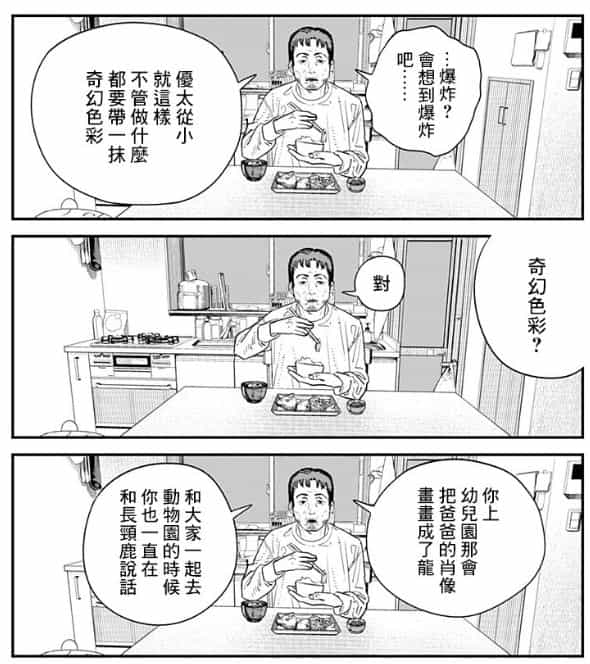 …爆炸?
會想到爆炸
吧……
優太從小
就這樣
不管做什麼
都要帶一抹
奇幻色彩
奇幻色彩?
對
你上
幼兒園那會
把爸爸的肖像
畫畫成了龍
和大家一起去
動物園的時候
你也一直在
和長頸鹿說話